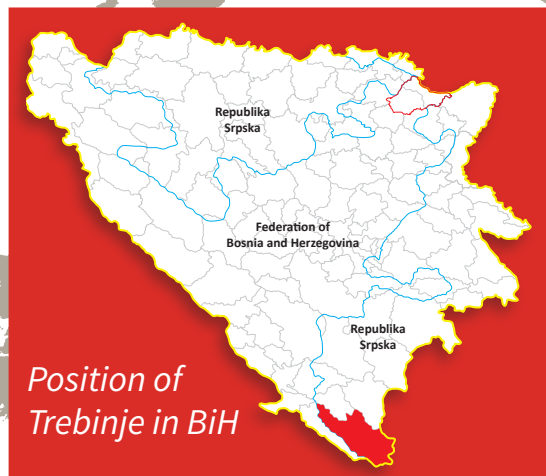 Republika
Srpska
Federation of
Bosnia and Herzegovina
Republika
Srpska
Position of
Trebinje in BiH